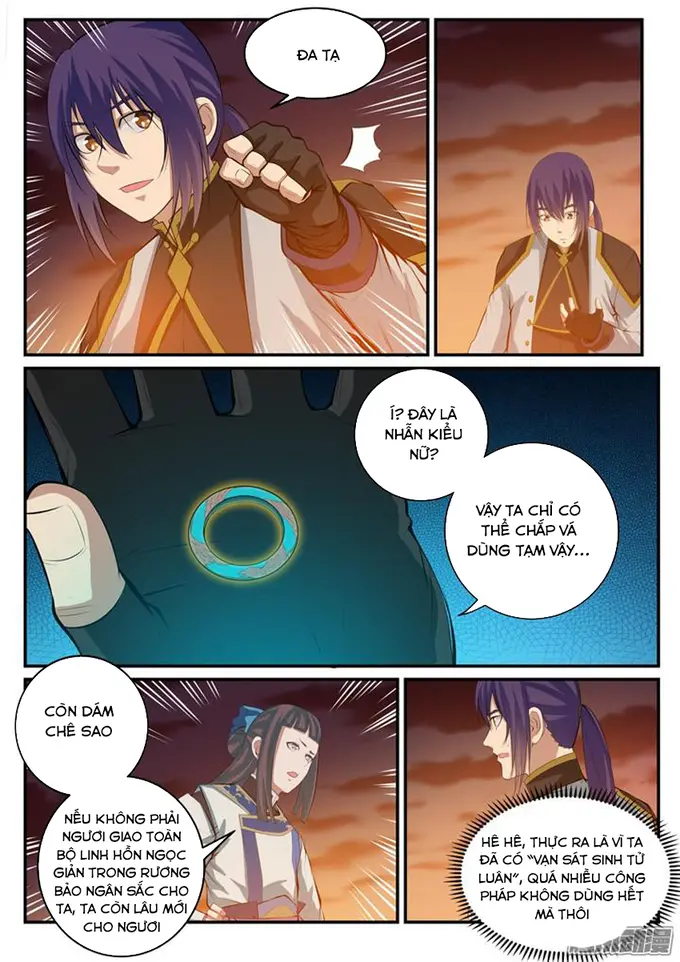 ĐA TẠ
Í? ĐÂY LÀ
NHẪN KIỂU
NỮ?
VẬY TA CHỈ CÓ
THỂ CHẮP VÁ
DÙNG TẠM VẬY...
CÒN DÁM
CHÊ SAO
NẾU KHÔNG PHẢI
NGƯƠI GIAO TOÀN
BỘ LINH HỒN NGỌC
GIẢN TRONG RƯƠNG
BẢO NGÂN SẮC CHO
TA, TA CÒN LÂU MỚI
CHO NGƯƠI
HÊ HÊ, THỰC RA LÀ VÌ TA
ĐÃ CÓ "VẠN SÁT SINH TỬ
LUÂN", QUÁ NHIỀU CÔNG
PHÁP KHÔNG DÙNG HẾT
MÀ THÔI